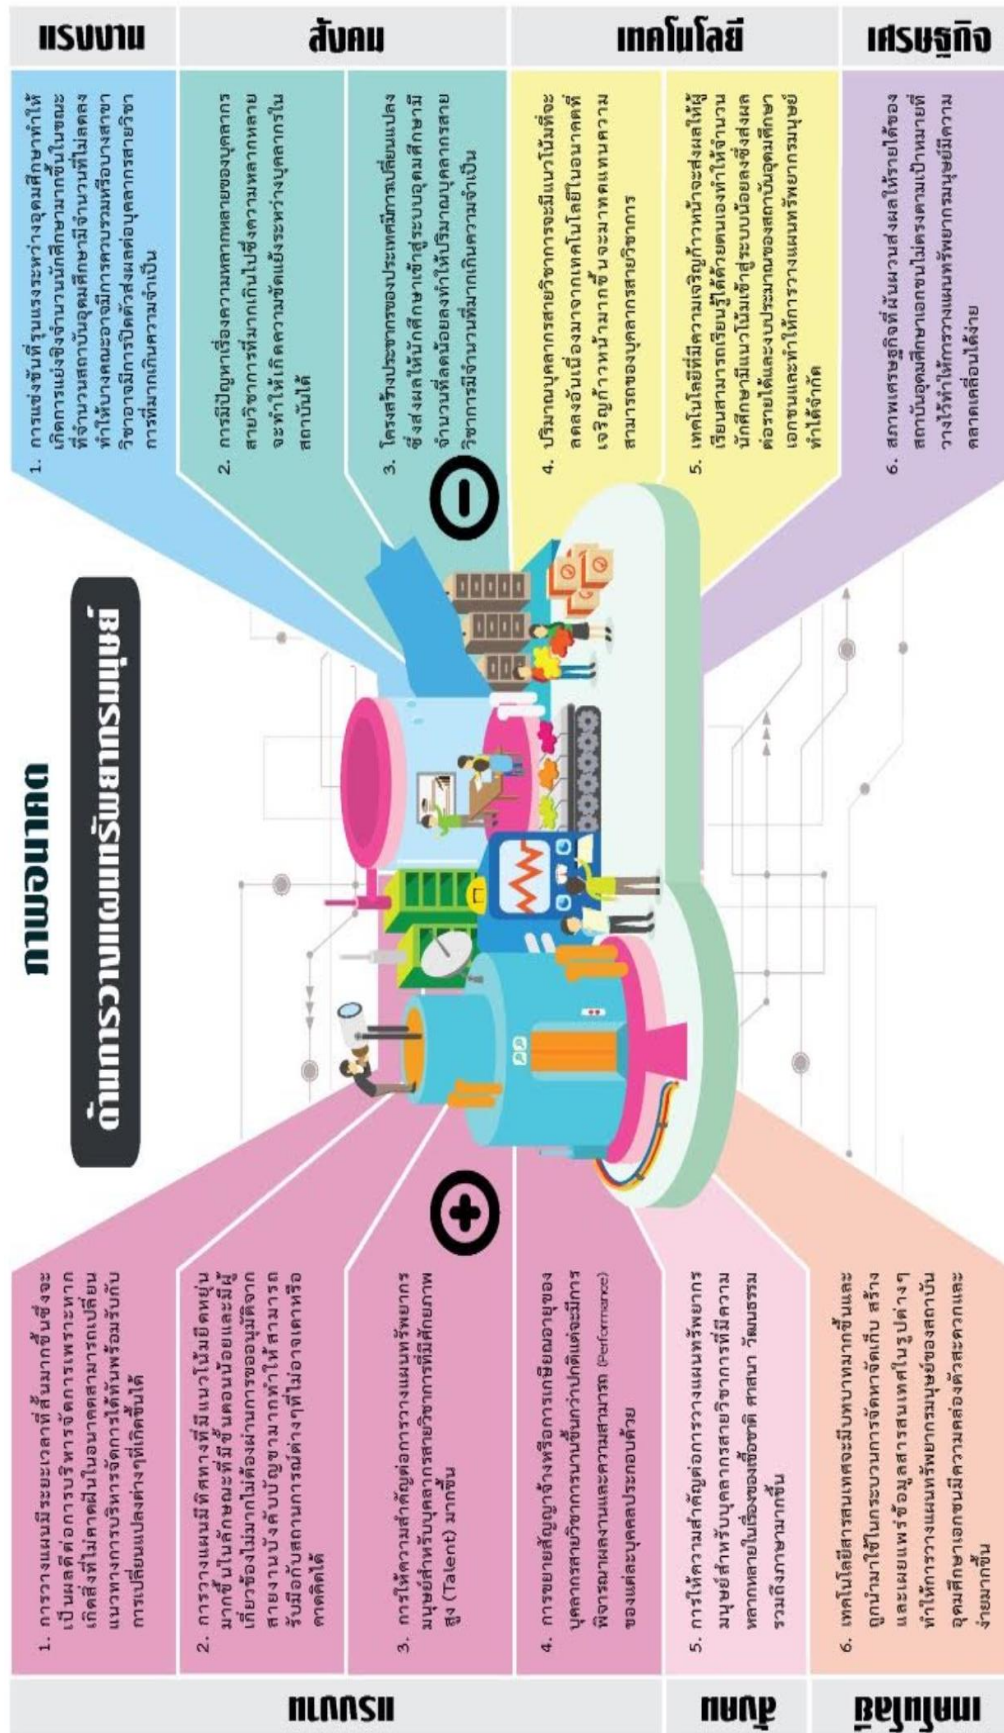 ภาพอนาคต
ด้านการวางแผนทรัพยากรมนุษย์
แรงงาน
1. การวางแผนมีระยะเวลาที่สั้นมากขึ้นซึ่งจะ
เป็นผลดีต่อการบริหารจัดการเพราะหาก
เกิดสิ่งที่ไม่คาดฝันในอนาคตสามารถเปลี่ยน
แนวทางการบริหารจัดการได้ทันพร้อมรับกับ
การเปลี่ยนแปลงต่างๆที่เกิดขึ้นได้
2. การวางแผนมีทิศทางที่มีแนวโน้มยืดหยุ่น
มากขึ้นในลักษณะที่มีขั้นตอนน้อยและมีผู้
เกี่ยวข้องไม่มากไม่ต้องผ่านการขออนุมัติจาก
สายงานบังคับบัญชามากทำให้สามารถ
รับมือกับสถานการณ์ต่างๆที่ไม่อาจเดาหรือ
คาดคิดได้
3. การให้ความสำคัญต่อการวางแผนทรัพยากร
มนุษย์สำหรับบุคลากรสายวิชาการที่มีศักยภาพ
สูง (Talent) มากขึ้น
4. การขยายสัญญาจ้างหรือการเกษียณอายุของ
บุคลากรสายวิชาการนานขึ้นกว่าปกติแต่จะมีการ
พิจารณาผลงานและความสามารถ (Performance)
ของแต่ละบุคคลประกอบด้วย
สังคม
5. การให้ความสำคัญต่อการวางแผนทรัพยากร
มนุษย์สำหรับบุคลากรสายวิชาการที่มีความ
หลากหลายในเรื่องของเชื้อชาติ ศาสนา วัฒนธรรม
รวมถึงภาษามากขึ้น
เทคโนโลยี
6. เทคโนโลยีสารสนเทศจะมีบทบาทมากขึ้นและ
ถูกนำมาใช้ในกระบวนการจัดหาจัดเก็บ สร้าง
และเผยแพร่ข้อมูลสารสนเทศในรูปต่างๆ
ทำให้การวางแผนทรัพยากรมนุษย์ของสถาบัน
อุดมศึกษาเอกชนมีความคล่องตัวสะดวกและ
ง่ายมากขึ้น
แรงงาน
1. การแข่งขันที่รุนแรงระหว่างอุดมศึกษาทำให้
เกิดการแย่งชิงจำนวนนักศึกษามากขึ้นในขณะ
ที่จำนวนสถาบันอุดมศึกษามีจำนวนที่ไม่ลดลง
ทำให้บางคณะอาจมีการควบรวมหรือบางสาขา
วิชาอาจมีการปิดตัวส่งผลต่อบุคลากรสายวิชา
การที่มากเกินความจำเป็น
สังคม
2. การมีปัญหาเรื่องความหลากหลายของบุคลากร
สายวิชาการที่มากเกินไปซึ่งความหลากหลาย
จะทำให้เกิดความขัดแย้งระหว่างบุคลากรใน
สถาบันได้
3. โครงสร้างประชากรของประเทศมีการเปลี่ยนแปลง
ซึ่งส่งผลให้นักศึกษาเข้าสู่ระบบอุดมศึกษามี
จำนวนที่ลดน้อยลงทำให้ปริมาณบุคลากรสาย
วิชาการมีจำนวนที่มากเกินความจำเป็น
เทคโนโลยี
4. ปริมาณบุคลากรสายวิชาการจะมีแนวโน้มที่จะ
ลดลงอันเนื่องมาจากเทคโนโลยีในอนาคตที่
เจริญก้าวหน้ามากขึ้นจะมาทดแทนความ
สามารถของบุคลากรสายวิชาการ
5. เทคโนโลยีที่มีความเจริญก้าวหน้าจะส่งผลให้ผู้
เรียนสามารถเรียนรู้ได้ด้วยตนเองทำให้จำนวน
นักศึกษามีแนวโน้มเข้าสู่ระบบน้อยลงซึ่งส่งผล
ต่อรายได้และงบประมาณของสถาบันอุดมศึกษา
เอกชนและทำให้การวางแผนทรัพยากรมนุษย์
ทำได้จำกัด
เศรษฐกิจ
6. สภาพเศรษฐกิจที่ผันผวนส่งผลให้รายได้ของ
สถาบันอุดมศึกษาเอกชนไม่ตรงตามเป้าหมายที่
วางไว้ทำให้การวางแผนทรัพยากรมนุษย์มีความ
คลาดเคลื่อนได้ง่าย